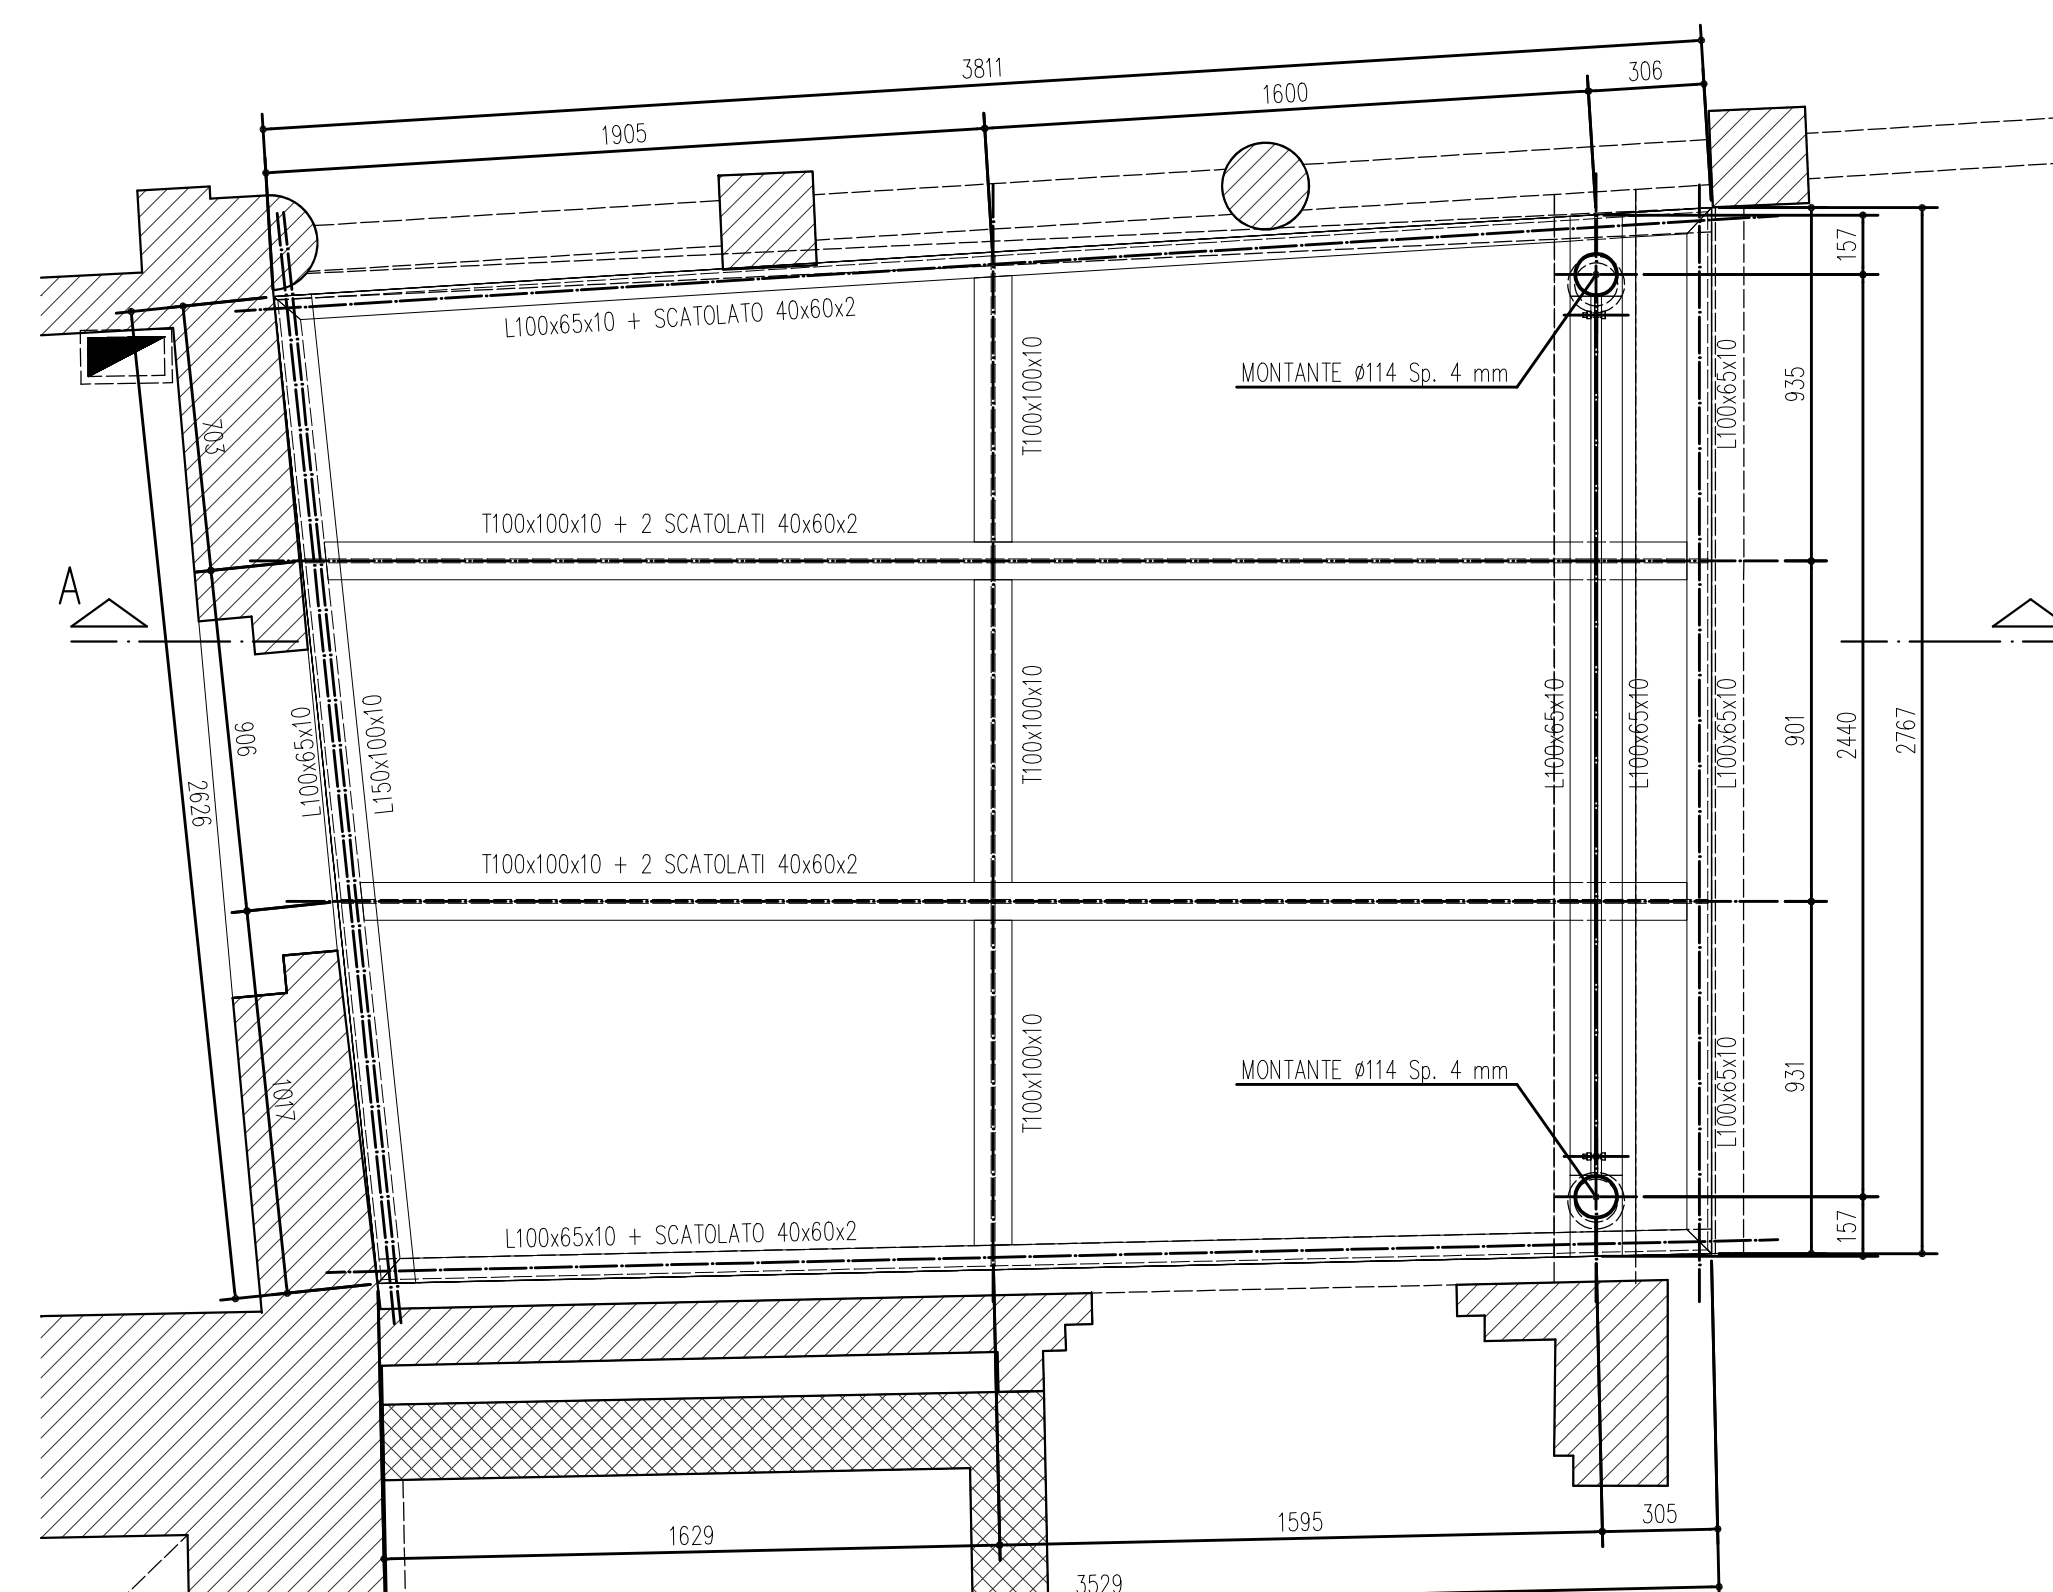 3811
306
1600
1905
157
L100x65x10 + SCATOLATO 40x60x2
T100x100x10
L100x65x10
MONTANTE ø114 Sp. 4 mm
935
703
T100x100x10 + 2 SCATOLATI 40x60x2
A
906
L100x65x10
L150x100x10
T100x100x10
L100x65x10
L100x65x10
L100x65x10
901
2440
2767
2626
T100x100x10 + 2 SCATOLATI 40x60x2
1017
T100x100x10
MONTANTE ø114 Sp. 4 mm
L100x65x10
931
L100x65x10 + SCATOLATO 40x60x2
157
1629
1595
305
3529